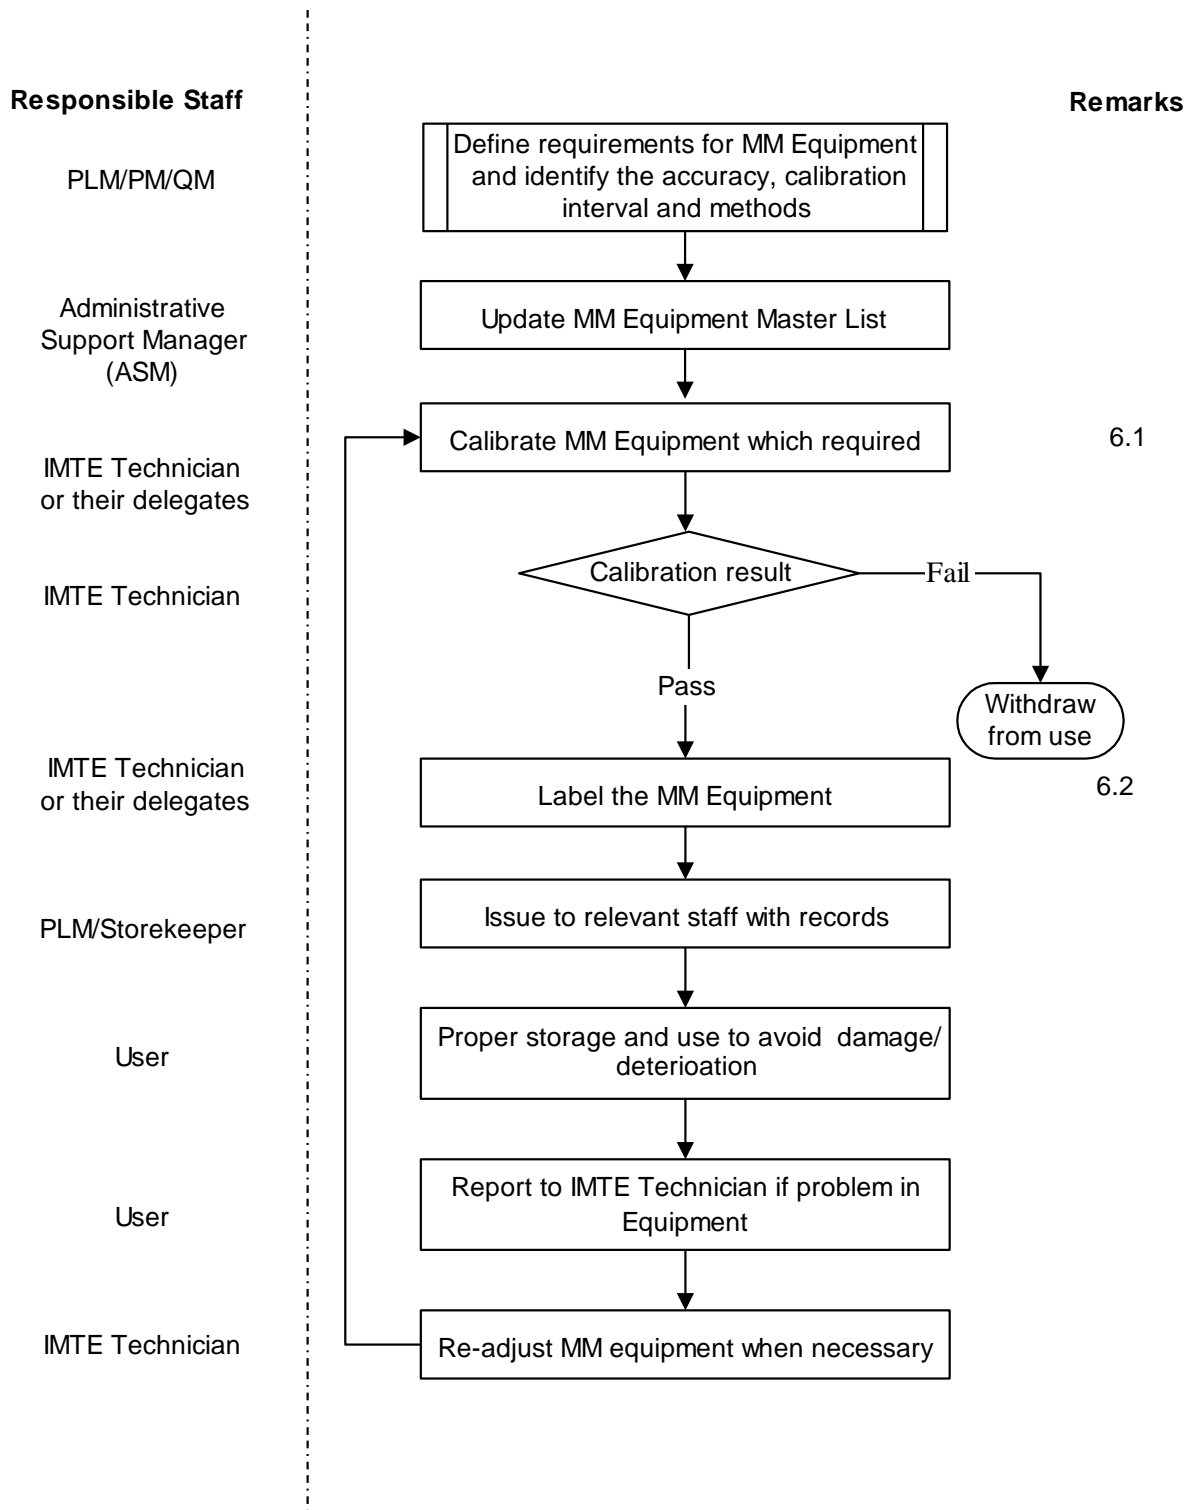 Responsible Staff
Remarks
PLM/PM/QM
Define requirements for MM Equipment
and identify the accuracy, calibration
interval and methods
Administrative
Support Manager
(ASM)
Update MM Equipment Master List
IMTE Technician
or their delegates
Calibrate MM Equipment which required
6.1
IMTE Technician
Calibration result
Fail
Pass
Withdraw
from use
IMTE Technician
or their delegates
Label the MM Equipment
6.2
PLM/Storekeeper
Issue to relevant staff with records
User
Proper storage and use to avoid damage/
deterioation
User
Report to IMTE Technician if problem in
Equipment
IMTE Technician
Re-adjust MM equipment when necessary